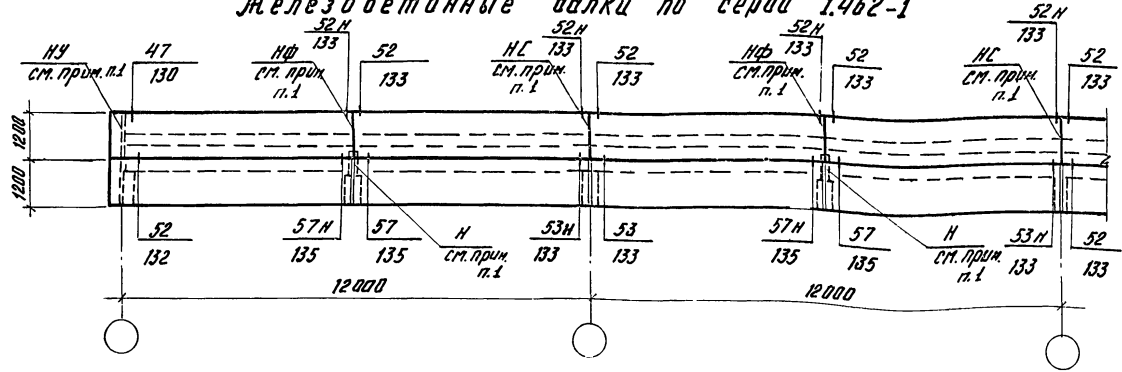 Железобетонные балки по серии 1.462-1
НУ
см. прим. п.1
47
130
52н
133
НФ
см. прим.
п.1
52
133
52н
133
НС
см. прим.
п.1
52
133
52н
133
НФ
см. прим.
п.1
52
133
52н
133
НС
см. прим.
п.1
52
133
1200
1200
52
132
57н
135
57
135
Н
см. прим.
п.1
53н
133
53
133
57н
135
57
135
Н
см. прим.
п.1
53н
133
52
133
12000
12000